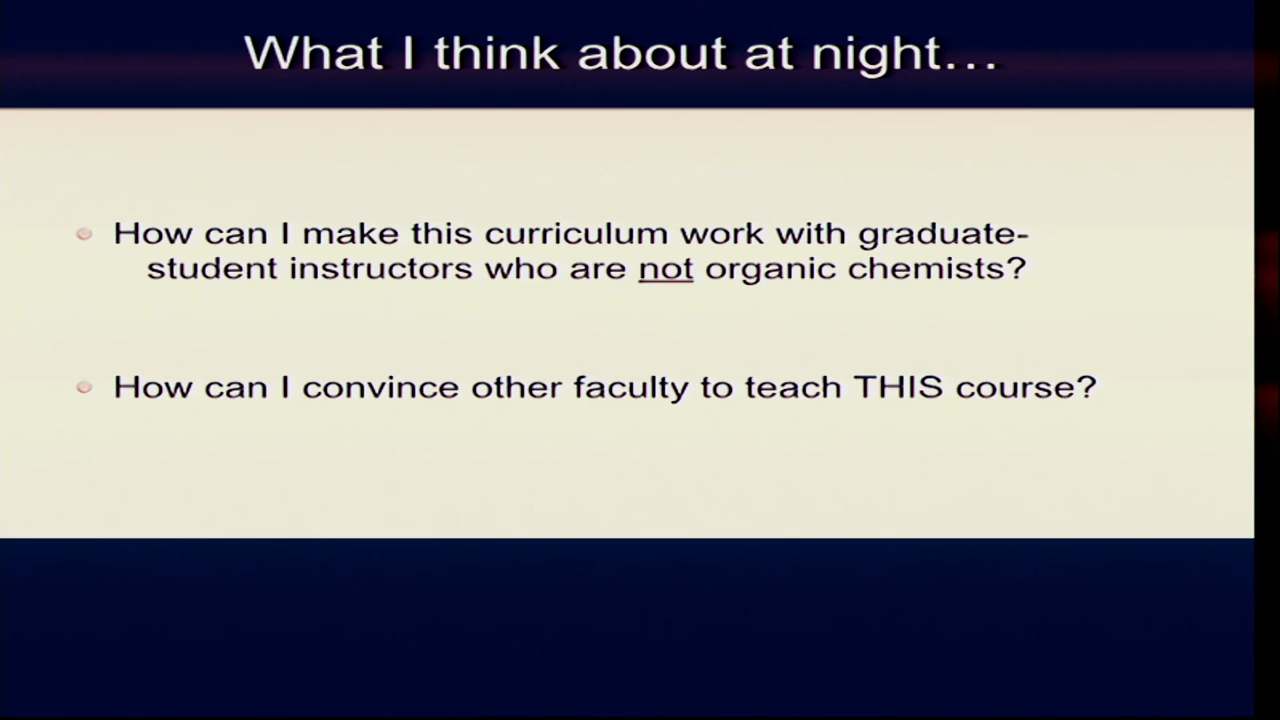 What I think about at night…
How can I make this curriculum work with graduate-
student instructors who are not organic chemists?
How can I convince other faculty to teach THIS course?